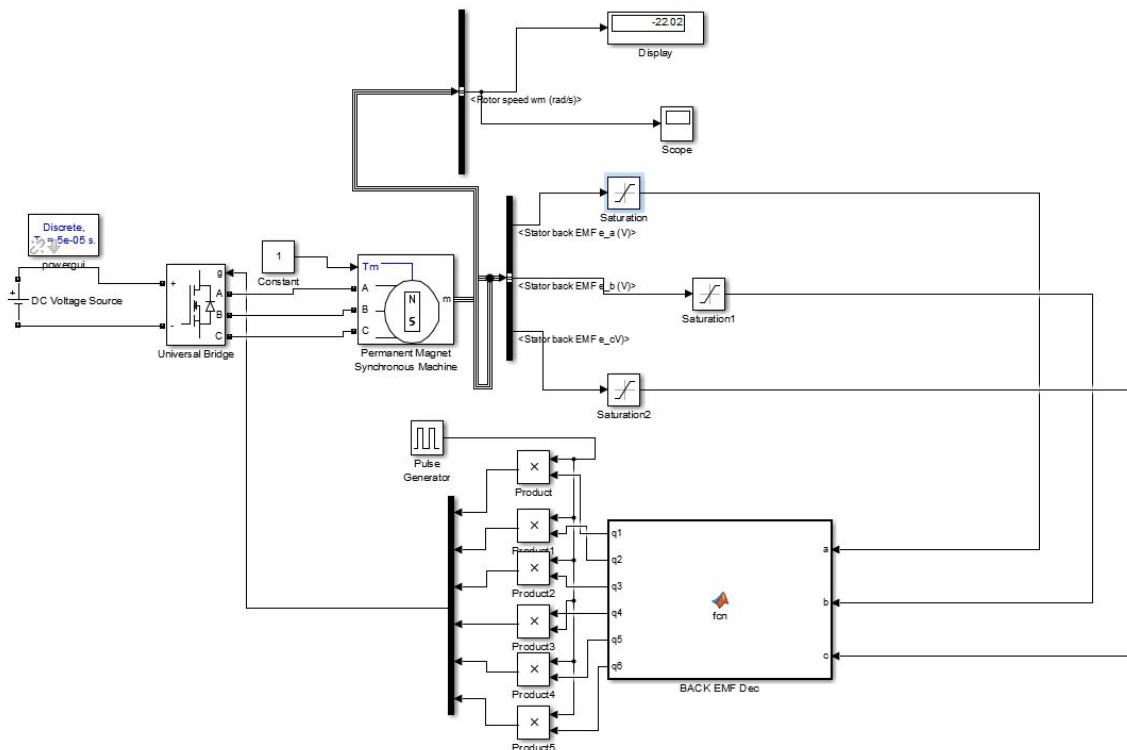 -22.02
Display
<Rotor speed wm (rad/s)>
Scope
Saturation
<Stator back EMF e_a (V)>
Discrete,
= 5e-05 s.
powergui
1
Constant
Tm
A
B
C
m
N
S
Permanent Magnet
Synchronous Machine
+
DC Voltage Source
+
-
g
A
B
C
Universal Bridge
<Stator back EMF e_b (V)>
Saturation1
<Stator back EMF e_cV)>
Saturation2
Pulse
Generator
×
Product
×
Product1
×
Product2
×
Product3
×
Product4
×
Product5
q1
q2
q3
q4
q5
q6
fcn
a
b
c
BACK EMF Dec